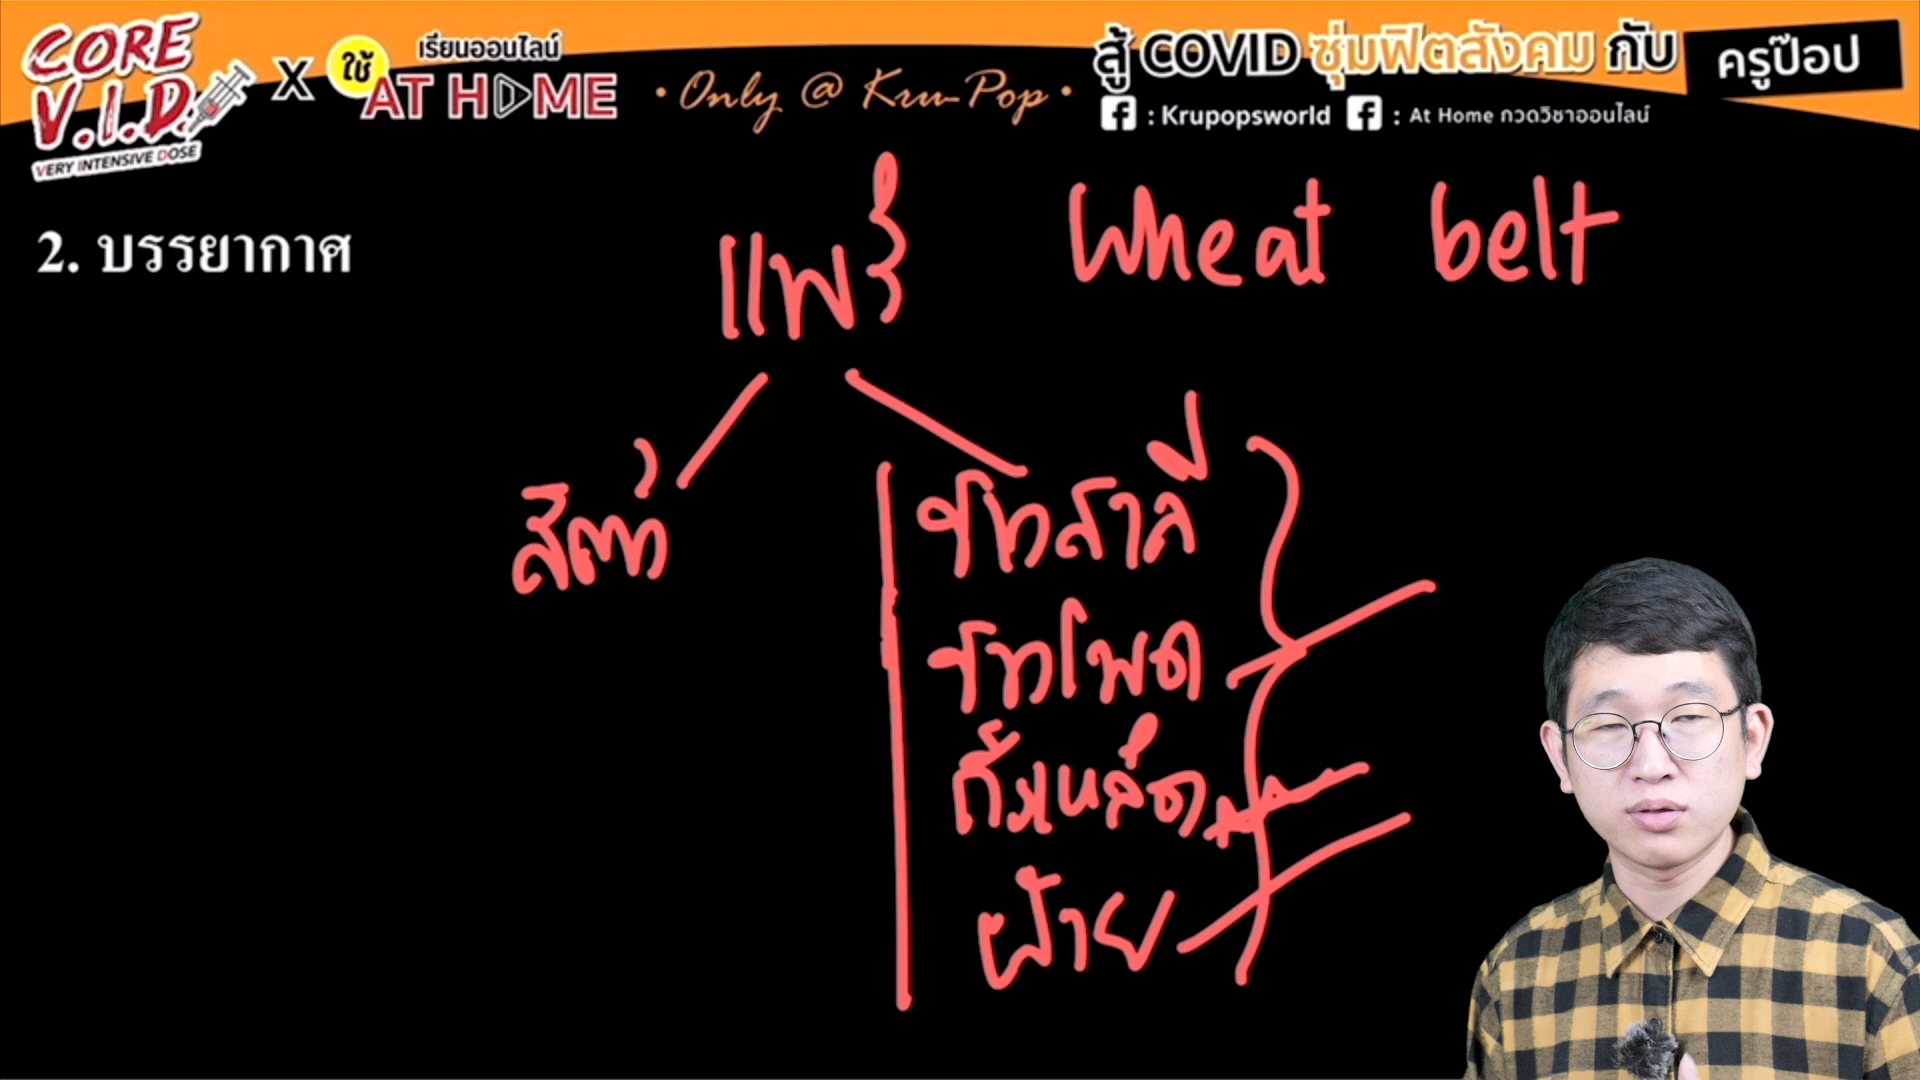 CORE
V.I.D.
VERY INTENSIVE DOSE
X
ใช้
เรียนออนไลน์
AT HOME
• Only @ Kru-Pop •
สู้ COVID ซุ่มฟิตสังคม กับ ครูป๊อป
: Krupopsworld : At Home กวดวิชาออนไลน์
2. บรรยากาศ
แพรี่
Wheat belt
สัตว์
ข้าวสาลี
ข้าวโพด
ถั่วเหลือง
ฝ้าย